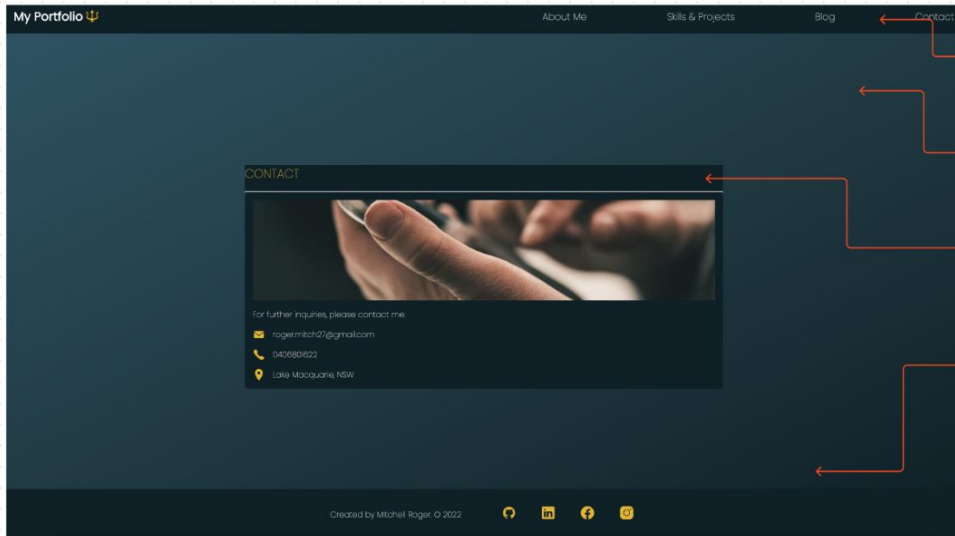 My Portfolio
About Me
Skills & Projects
Blog
Contact
CONTACT
For further inquiries, please contact me.
roger.mitch27@gmail.com
0406801622
Lake Macquarie, NSW
Created by Mitchell Roger. © 2022